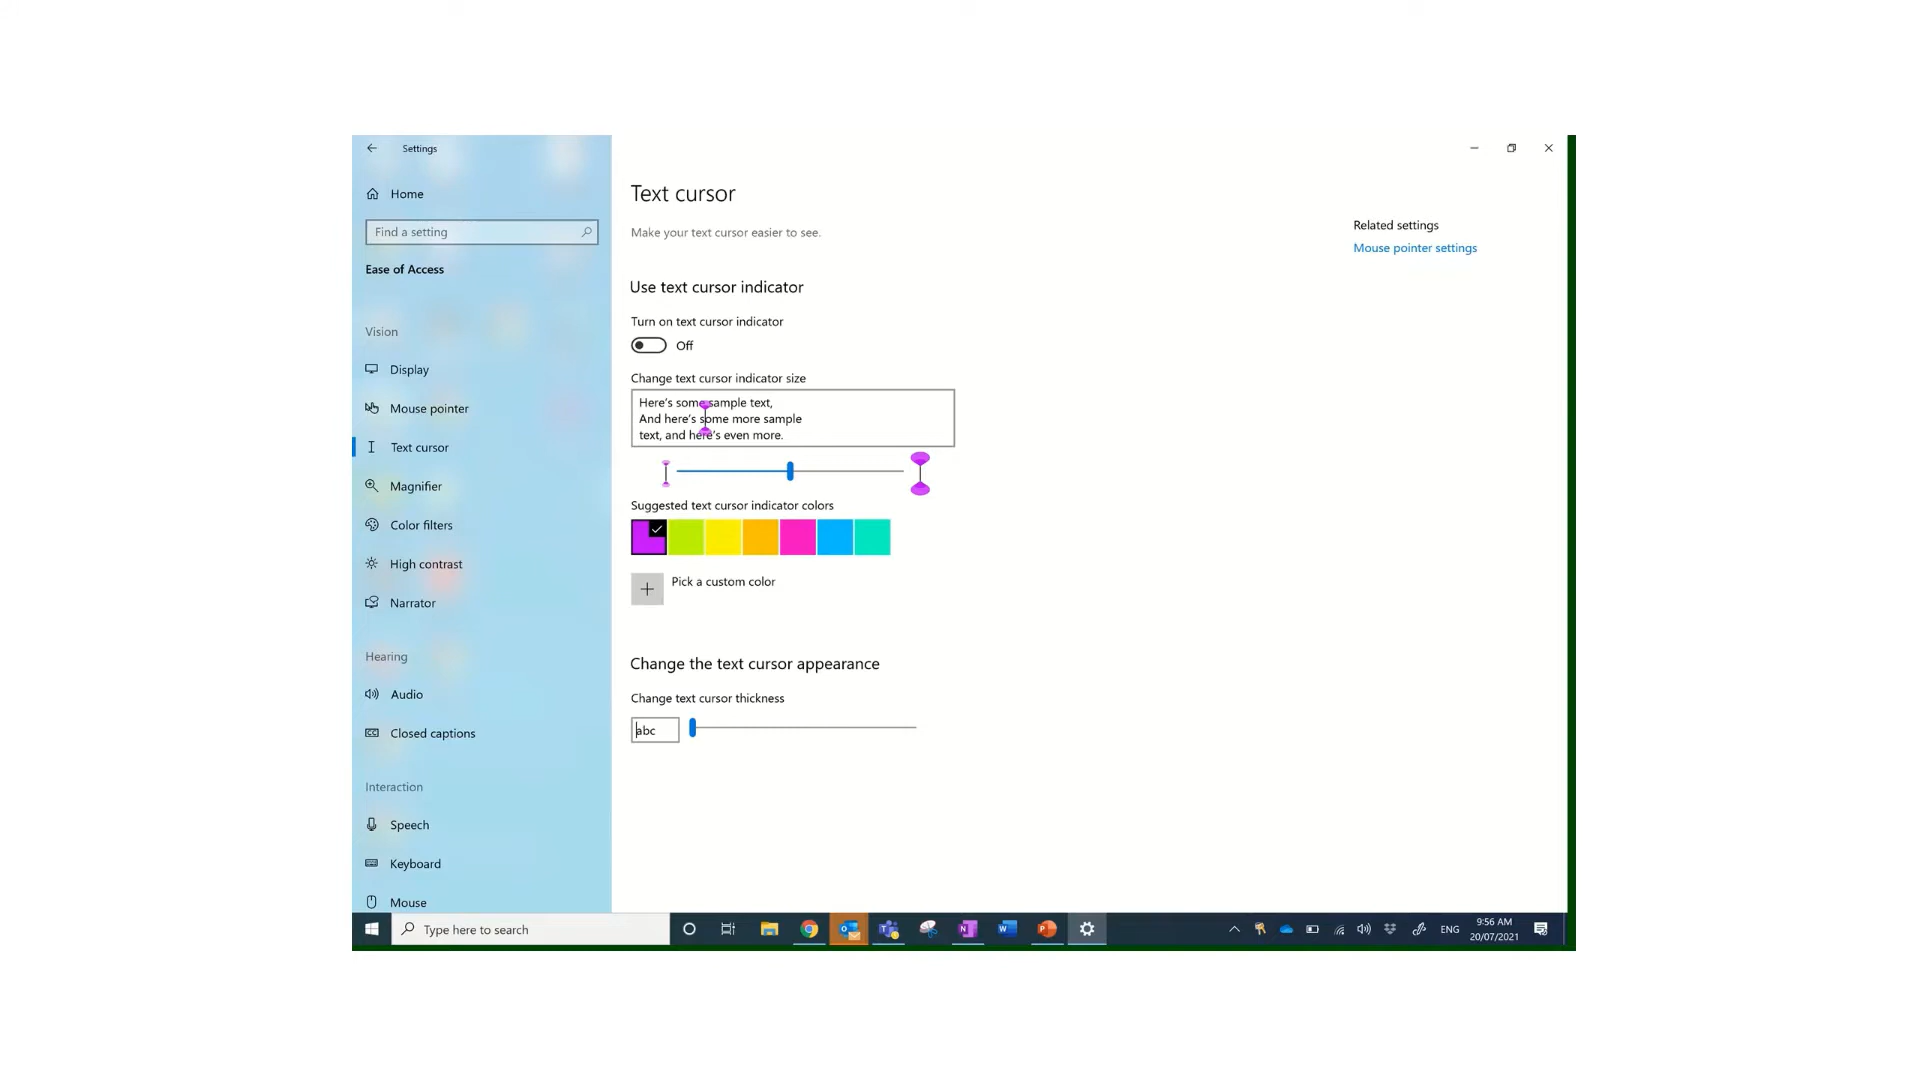 Settings
Home
Find a setting
Ease of Access
Vision
Display
Mouse pointer
Text cursor
Magnifier
Color filters
High contrast
Narrator
Hearing
Audio
Closed captions
Interaction
Speech
Keyboard
Mouse
Text cursor
Make your text cursor easier to see.
Use text cursor indicator
Turn on text cursor indicator
Off
Change text cursor indicator size
Here's some sample text,
And here's some more sample
text, and here's even more.
Suggested text cursor indicator colors
Pick a custom color
Change the text cursor appearance
Change text cursor thickness
abc
Related settings
Mouse pointer settings
Type here to search
ENG
9:56 AM
20/07/2021